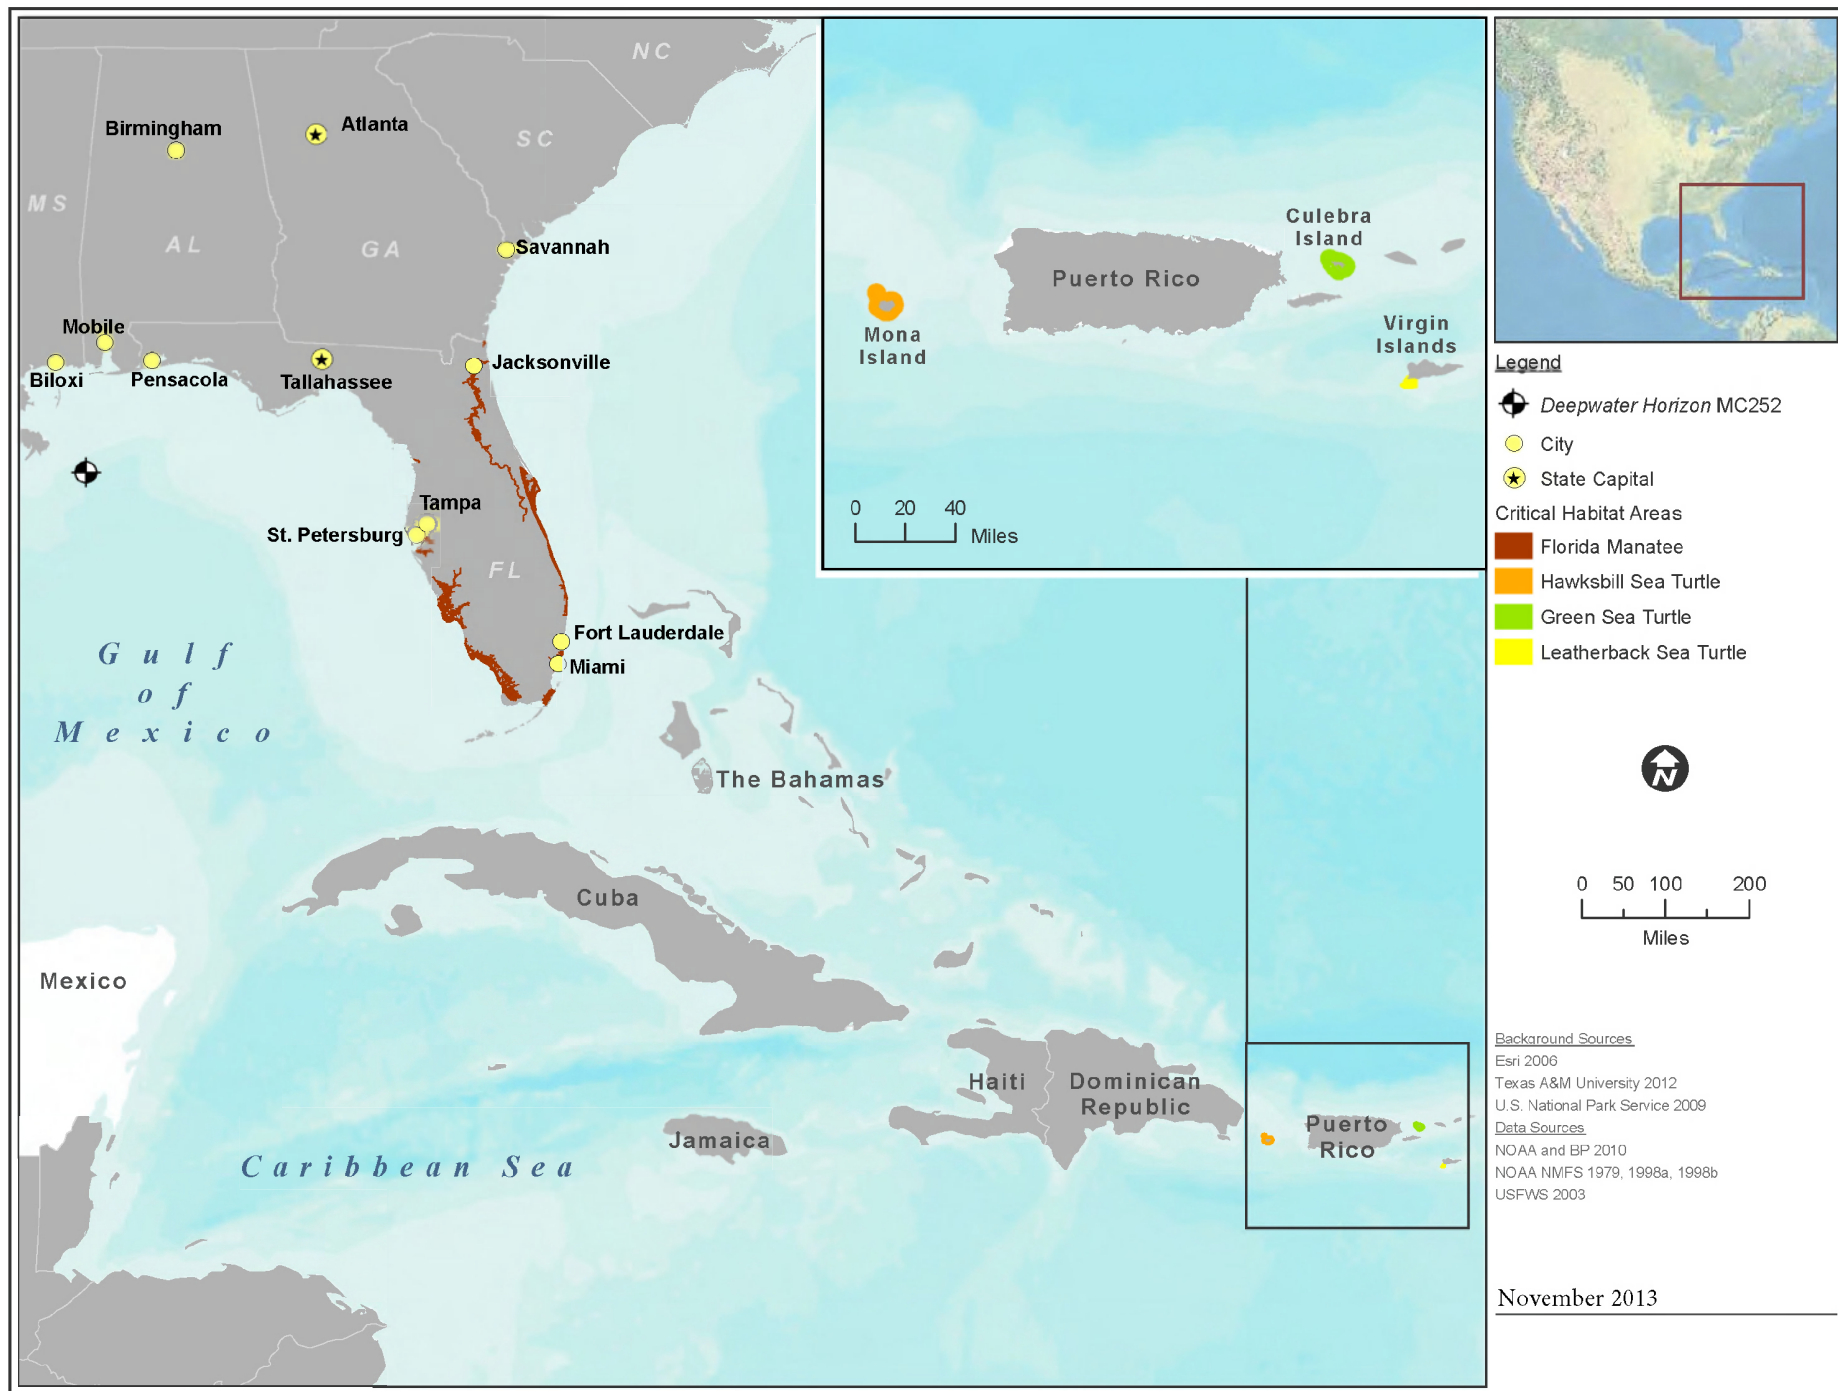 NC
Birmingham
Atlanta
SC
MS
AL
GA
Savannah
Mobile
Biloxi
Pensacola
Tallahassee
Jacksonville
Tampa
St. Petersburg
FL
Fort Lauderdale
Miami
Gulf
of
Mexico
The Bahamas
Cuba
Mexico
Haiti
Dominican
Republic
Jamaica
Puerto
Rico
Caribbean Sea
Culebra
Island
Puerto Rico
Mona
Island
Virgin
Islands
0 20 40
Miles
Legend
Deepwater Horizon MC252
City
State Capital
Critical Habitat Areas
Florida Manatee
Hawksbill Sea Turtle
Green Sea Turtle
Leatherback Sea Turtle
N
0 50 100 200
Miles
Background Sources
Esri 2006
Texas A&M University 2012
U.S. National Park Service 2009
Data Sources
NOAA and BP 2010
NOAA NMFS 1979, 1998a, 1998b
USFWS 2003
November 2013